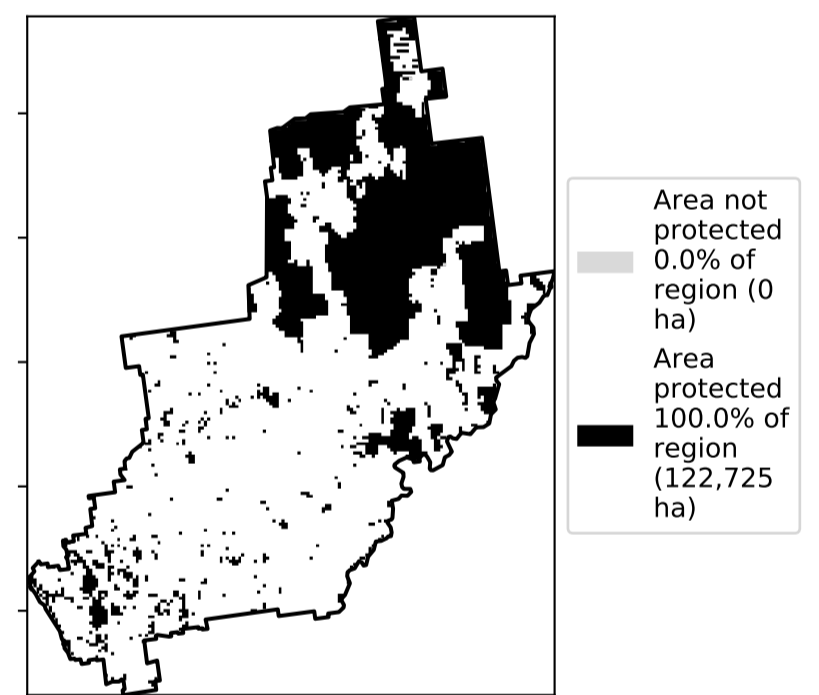 Area not
protected
0.0% of
region (0
ha)
Area
protected
100.0% of
region
(122,725
ha)